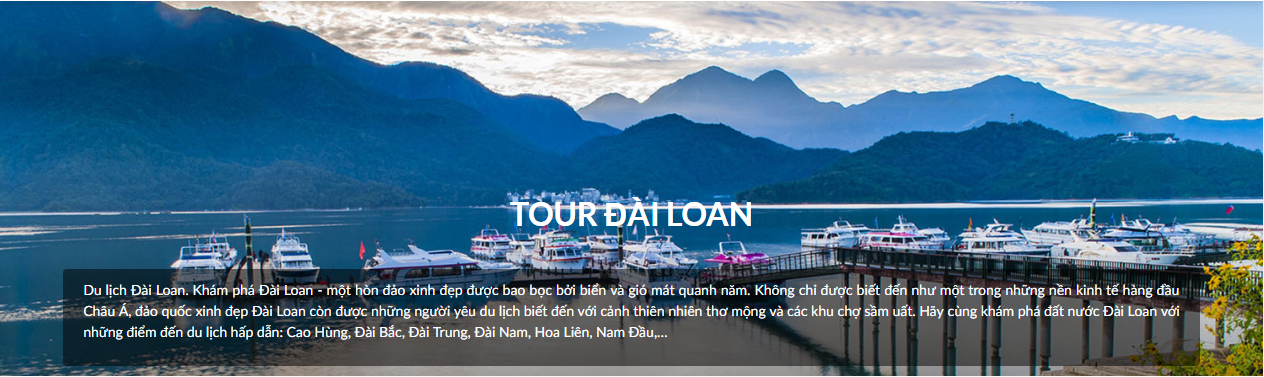 TOUR ĐÀI LOAN
Du lịch Đài Loan. Khám phá Đài Loan - một hòn đảo xinh đẹp được bao bọc bởi biển và gió mát quanh năm. Không chỉ được biết đến như một trong những nền kinh tế hàng đầu
Châu Á, đảo quốc xinh đẹp Đài Loan còn được những người yêu du lịch biết đến với cảnh thiên nhiên thơ mộng và các khu chợ sầm uất. Hãy cùng khám phá đất nước Đài Loan với
những điểm đến du lịch hấp dẫn: Cao Hùng, Đài Bắc, Đài Trung, Đài Nam, Hoa Liên, Nam Đầu,...